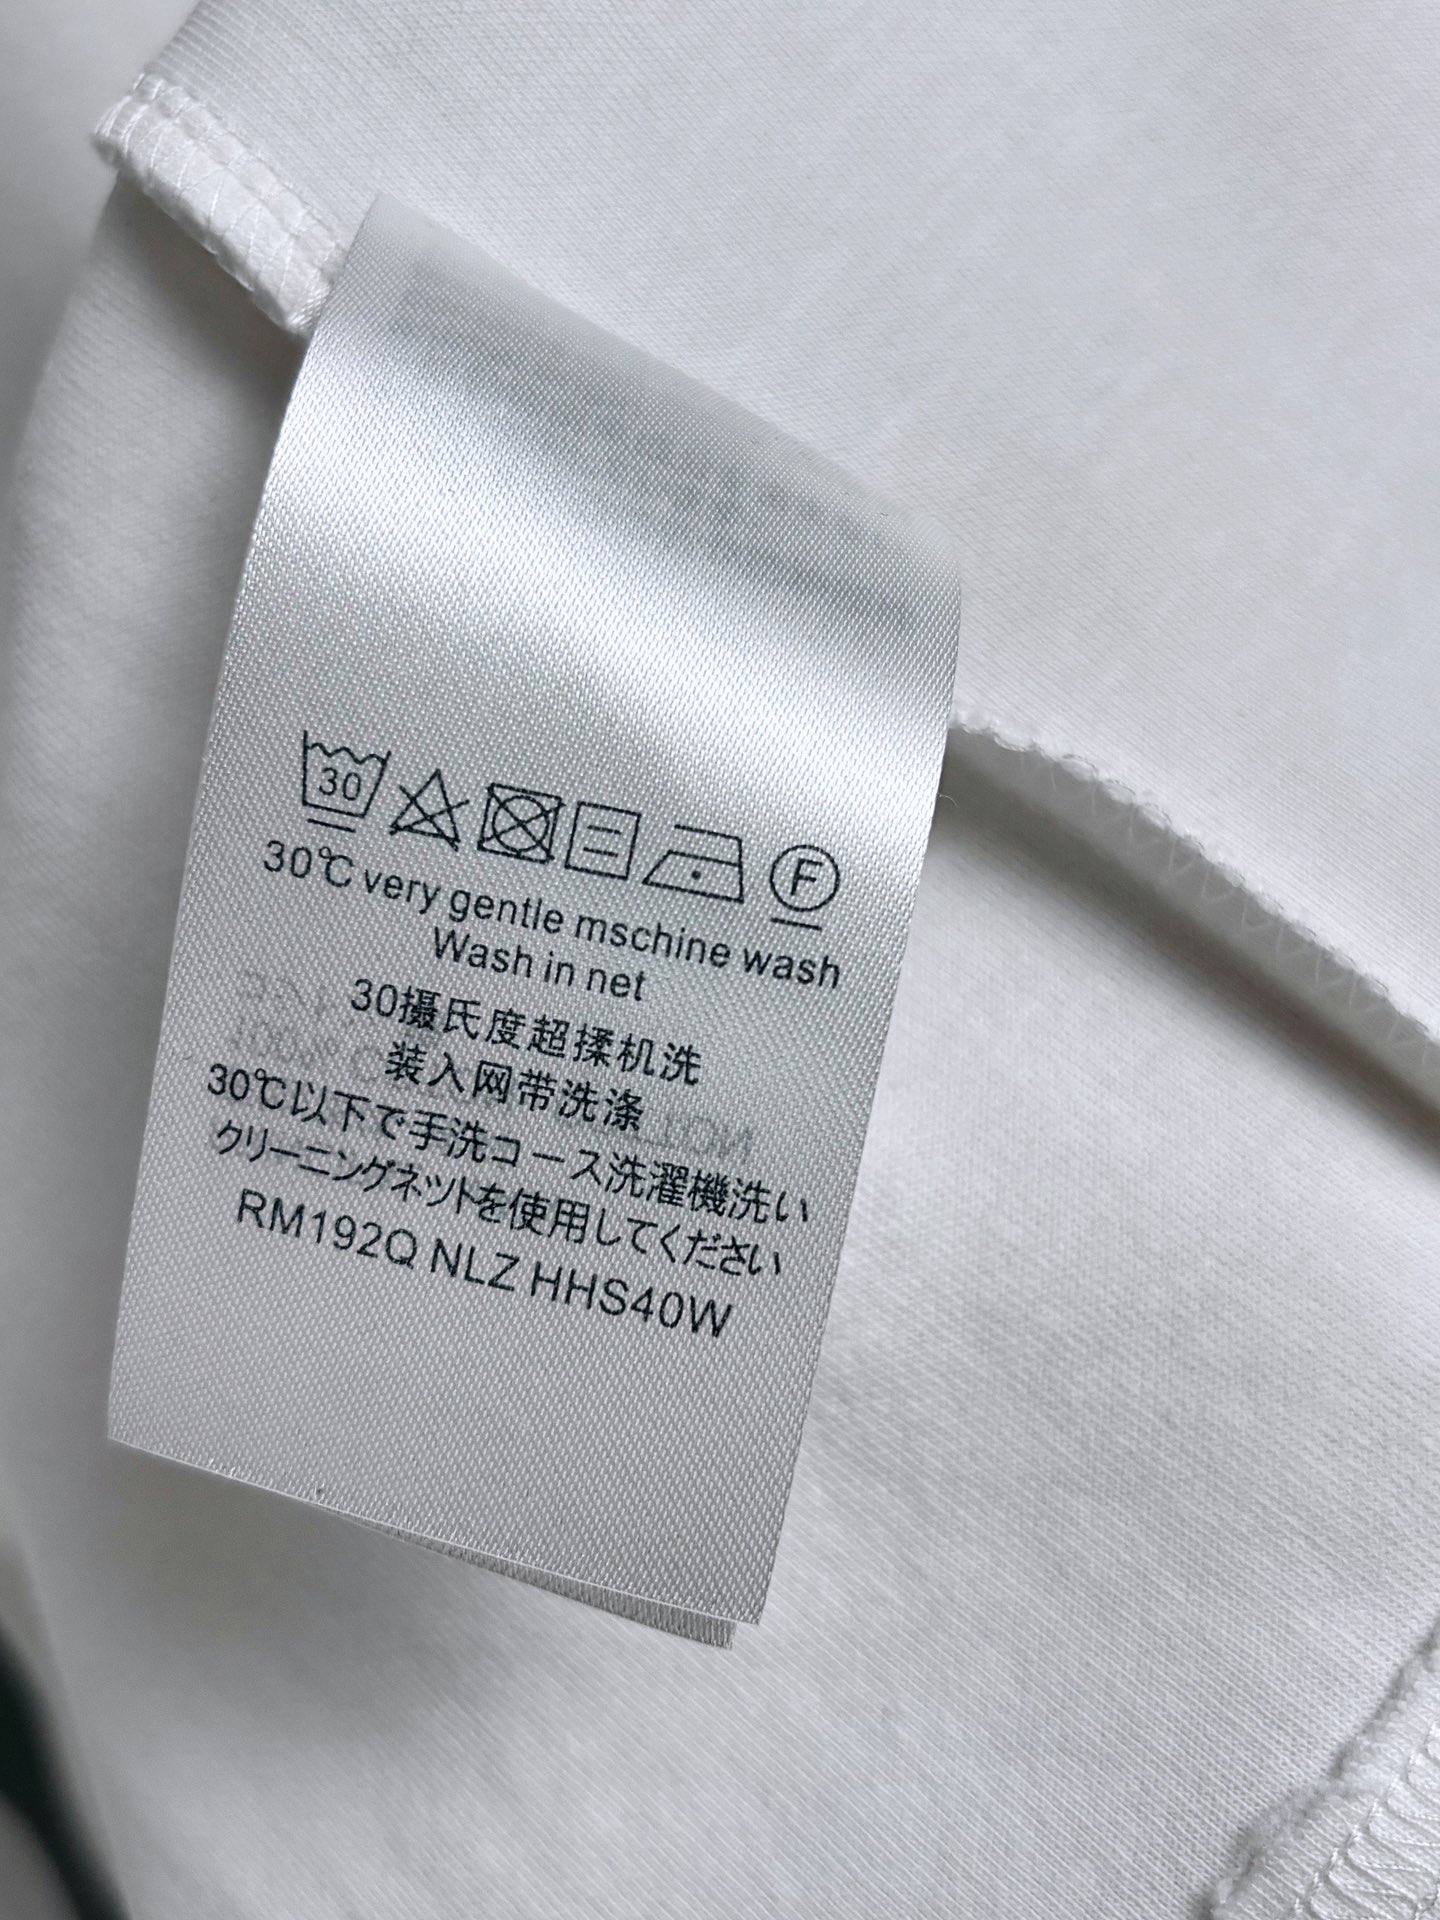 30
F
30℃ very gentle mschine wash
Wash in net
30摄氏度超揉机洗
装入网带洗涤
30℃以下で手洗コース洗濯機洗い
クリーニングネットを使用してください
RM192Q NLZ HHS40W